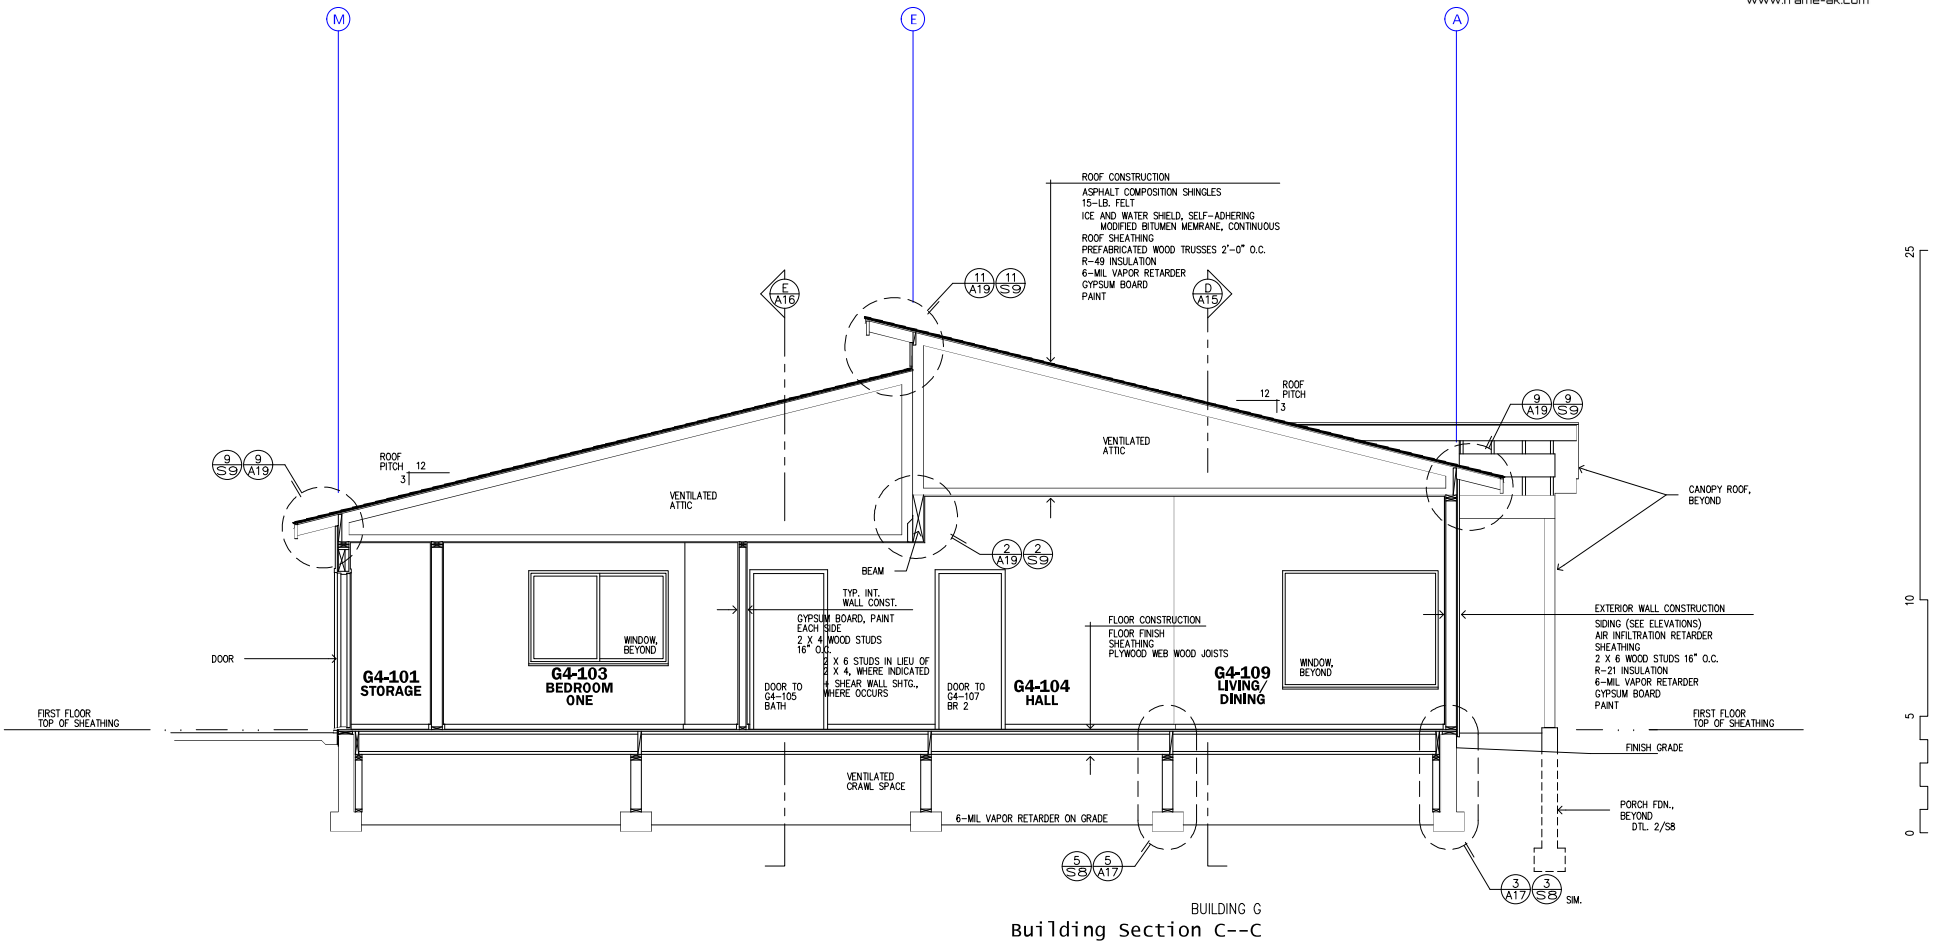 www.frame-ak.com
M
E
A
ROOF CONSTRUCTION
ASPHALT COMPOSITION SHINGLES
15-LB. FELT
ICE AND WATER SHIELD, SELF-ADHERING
MODIFIED BITUMEN MEMRANE, CONTINUOUS
ROOF SHEATHING
PREFABRICATED WOOD TRUSSES 2'-0" O.C.
R-49 INSULATION
6-MIL VAPOR RETARDER
GYPSUM BOARD
PAINT
E
A16
11
A19
11
S9
D
A15
25
12
3
ROOF
PITCH
9
A19
9
S9
9
S9
9
A19
ROOF
PITCH
12
3
VENTILATED
ATTIC
VENTILATED
ATTIC
CANOPY ROOF,
BEYOND
2
A19
2
S9
BEAM
TYP. INT.
WALL CONST.
GYPSUM BOARD, PAINT
EACH SIDE
2 X 4 WOOD STUDS
16" O.C.
2 X 6 STUDS IN LIEU OF
2 X 4, WHERE INDICATED
+ SHEAR WALL SHTG.,
WHERE OCCURS
FLOOR CONSTRUCTION
FLOOR FINISH
SHEATHING
PLYWOOD WEB WOOD JOISTS
EXTERIOR WALL CONSTRUCTION
SIDING (SEE ELEVATIONS)
AIR INFILTRATION RETARDER
SHEATHING
2 X 6 WOOD STUDS 16" O.C.
R-21 INSULATION
6-MIL VAPOR RETARDER
GYPSUM BOARD
PAINT
10
DOOR
WINDOW,
BEYOND
WINDOW,
BEYOND
G4-101
STORAGE
G4-103
BEDROOM
ONE
DOOR TO
G4-105
BATH
DOOR TO
G4-107
BR 2
G4-104
HALL
G4-109
LIVING/
DINING
FIRST FLOOR
TOP OF SHEATHING
FIRST FLOOR
TOP OF SHEATHING
5
FINISH GRADE
VENTILATED
CRAWL SPACE
6-MIL VAPOR RETARDER ON GRADE
PORCH FDN.,
BEYOND
DTL. 2/S8
0
5
S8
5
A17
3
A17
3
S8
SIM.
BUILDING G
Building Section C--C